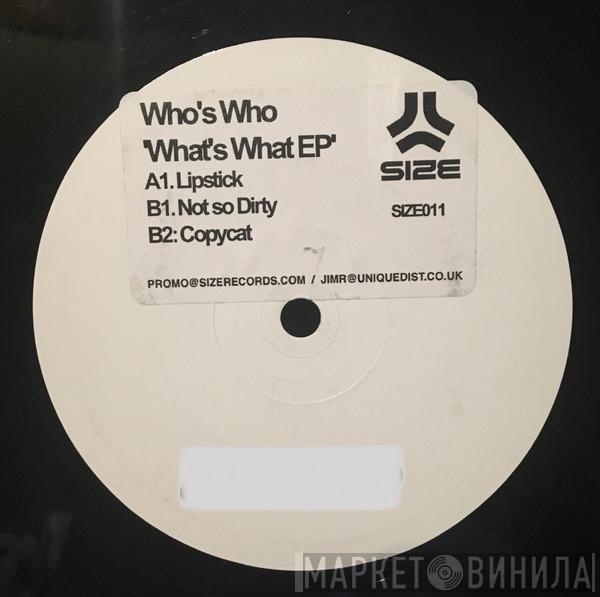 Who's Who
'What's What EP'
A1. Lipstick
B1. Not so Dirty
B2: Copycat
SIZE
SIZE011
PROMO@SIZERECORDS.COM / JIMR@UNIQUEDIST.CO.UK
МАРКЕТ ВИНИЛА